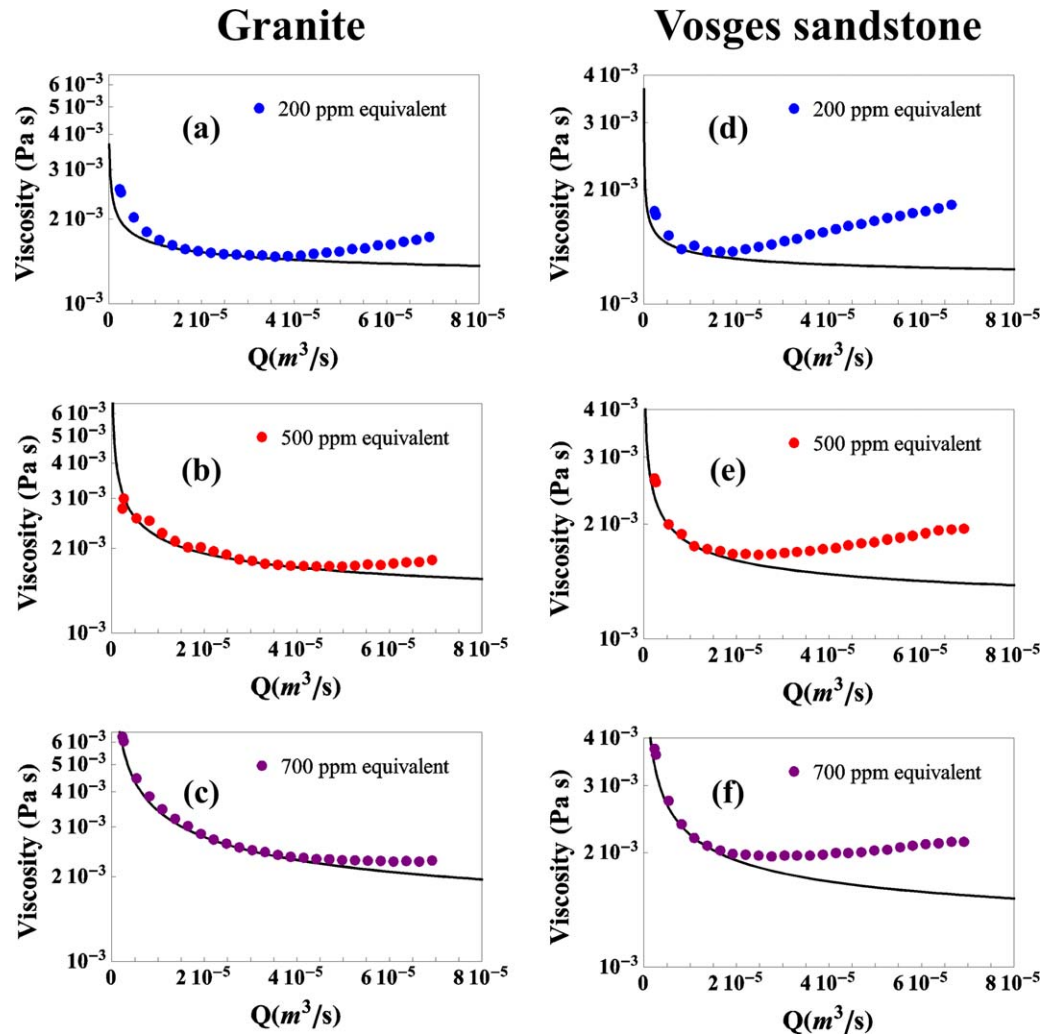 Granite
Vosges sandstone
6 10⁻³
5 10⁻³
4 10⁻³
3 10⁻³
2 10⁻³
10⁻³
Viscosity (Pa s)
(a)
200 ppm equivalent
0
2 10⁻⁵
4 10⁻⁵
6 10⁻⁵
8 10⁻⁵
Q(m³/s)
4 10⁻³
3 10⁻³
2 10⁻³
10⁻³
Viscosity (Pa s)
(d)
200 ppm equivalent
0
2 10⁻⁵
4 10⁻⁵
6 10⁻⁵
8 10⁻⁵
Q(m³/s)
6 10⁻³
5 10⁻³
4 10⁻³
3 10⁻³
2 10⁻³
10⁻³
Viscosity (Pa s)
(b)
500 ppm equivalent
0
2 10⁻⁵
4 10⁻⁵
6 10⁻⁵
8 10⁻⁵
Q(m³/s)
4 10⁻³
3 10⁻³
2 10⁻³
10⁻³
Viscosity (Pa s)
(e)
500 ppm equivalent
0
2 10⁻⁵
4 10⁻⁵
6 10⁻⁵
8 10⁻⁵
Q(m³/s)
6 10⁻³
5 10⁻³
4 10⁻³
3 10⁻³
2 10⁻³
10⁻³
Viscosity (Pa s)
(c)
700 ppm equivalent
0
2 10⁻⁵
4 10⁻⁵
6 10⁻⁵
8 10⁻⁵
Q(m³/s)
4 10⁻³
3 10⁻³
2 10⁻³
10⁻³
Viscosity (Pa s)
(f)
700 ppm equivalent
0
2 10⁻⁵
4 10⁻⁵
6 10⁻⁵
8 10⁻⁵
Q(m³/s)